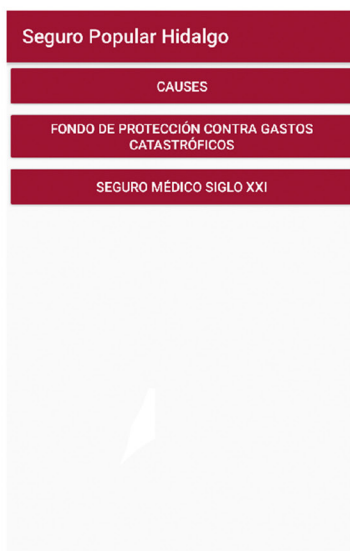 Seguro Popular Hidalgo
CAUSES
FONDO DE PROTECCIÓN CONTRA GASTOS
CATASTRÓFICOS
SEGURO MÉDICO SIGLO XXI